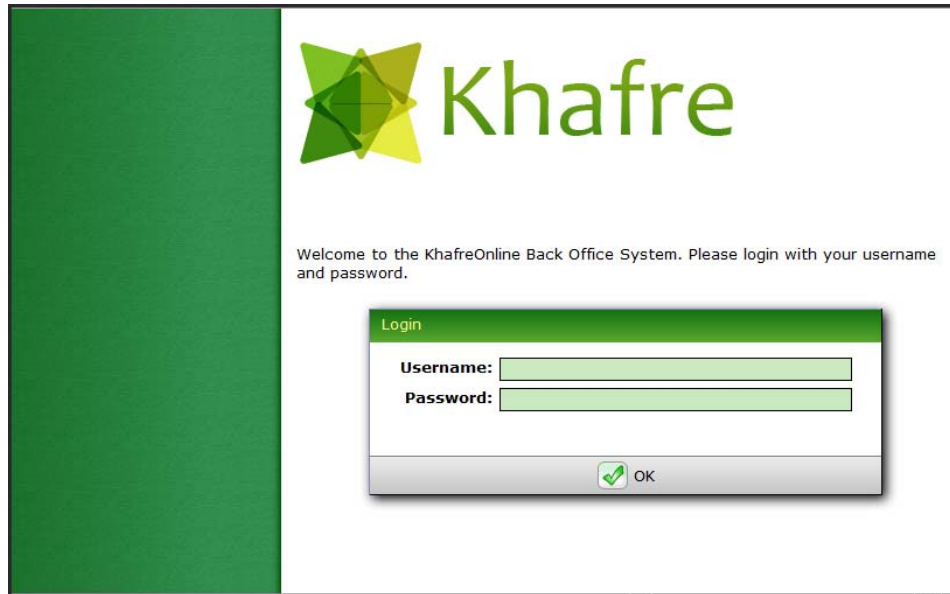 Khafre
Welcome to the KhafreOnline Back Office System. Please login with your username
and password.
Login
Username:
Password:
OK